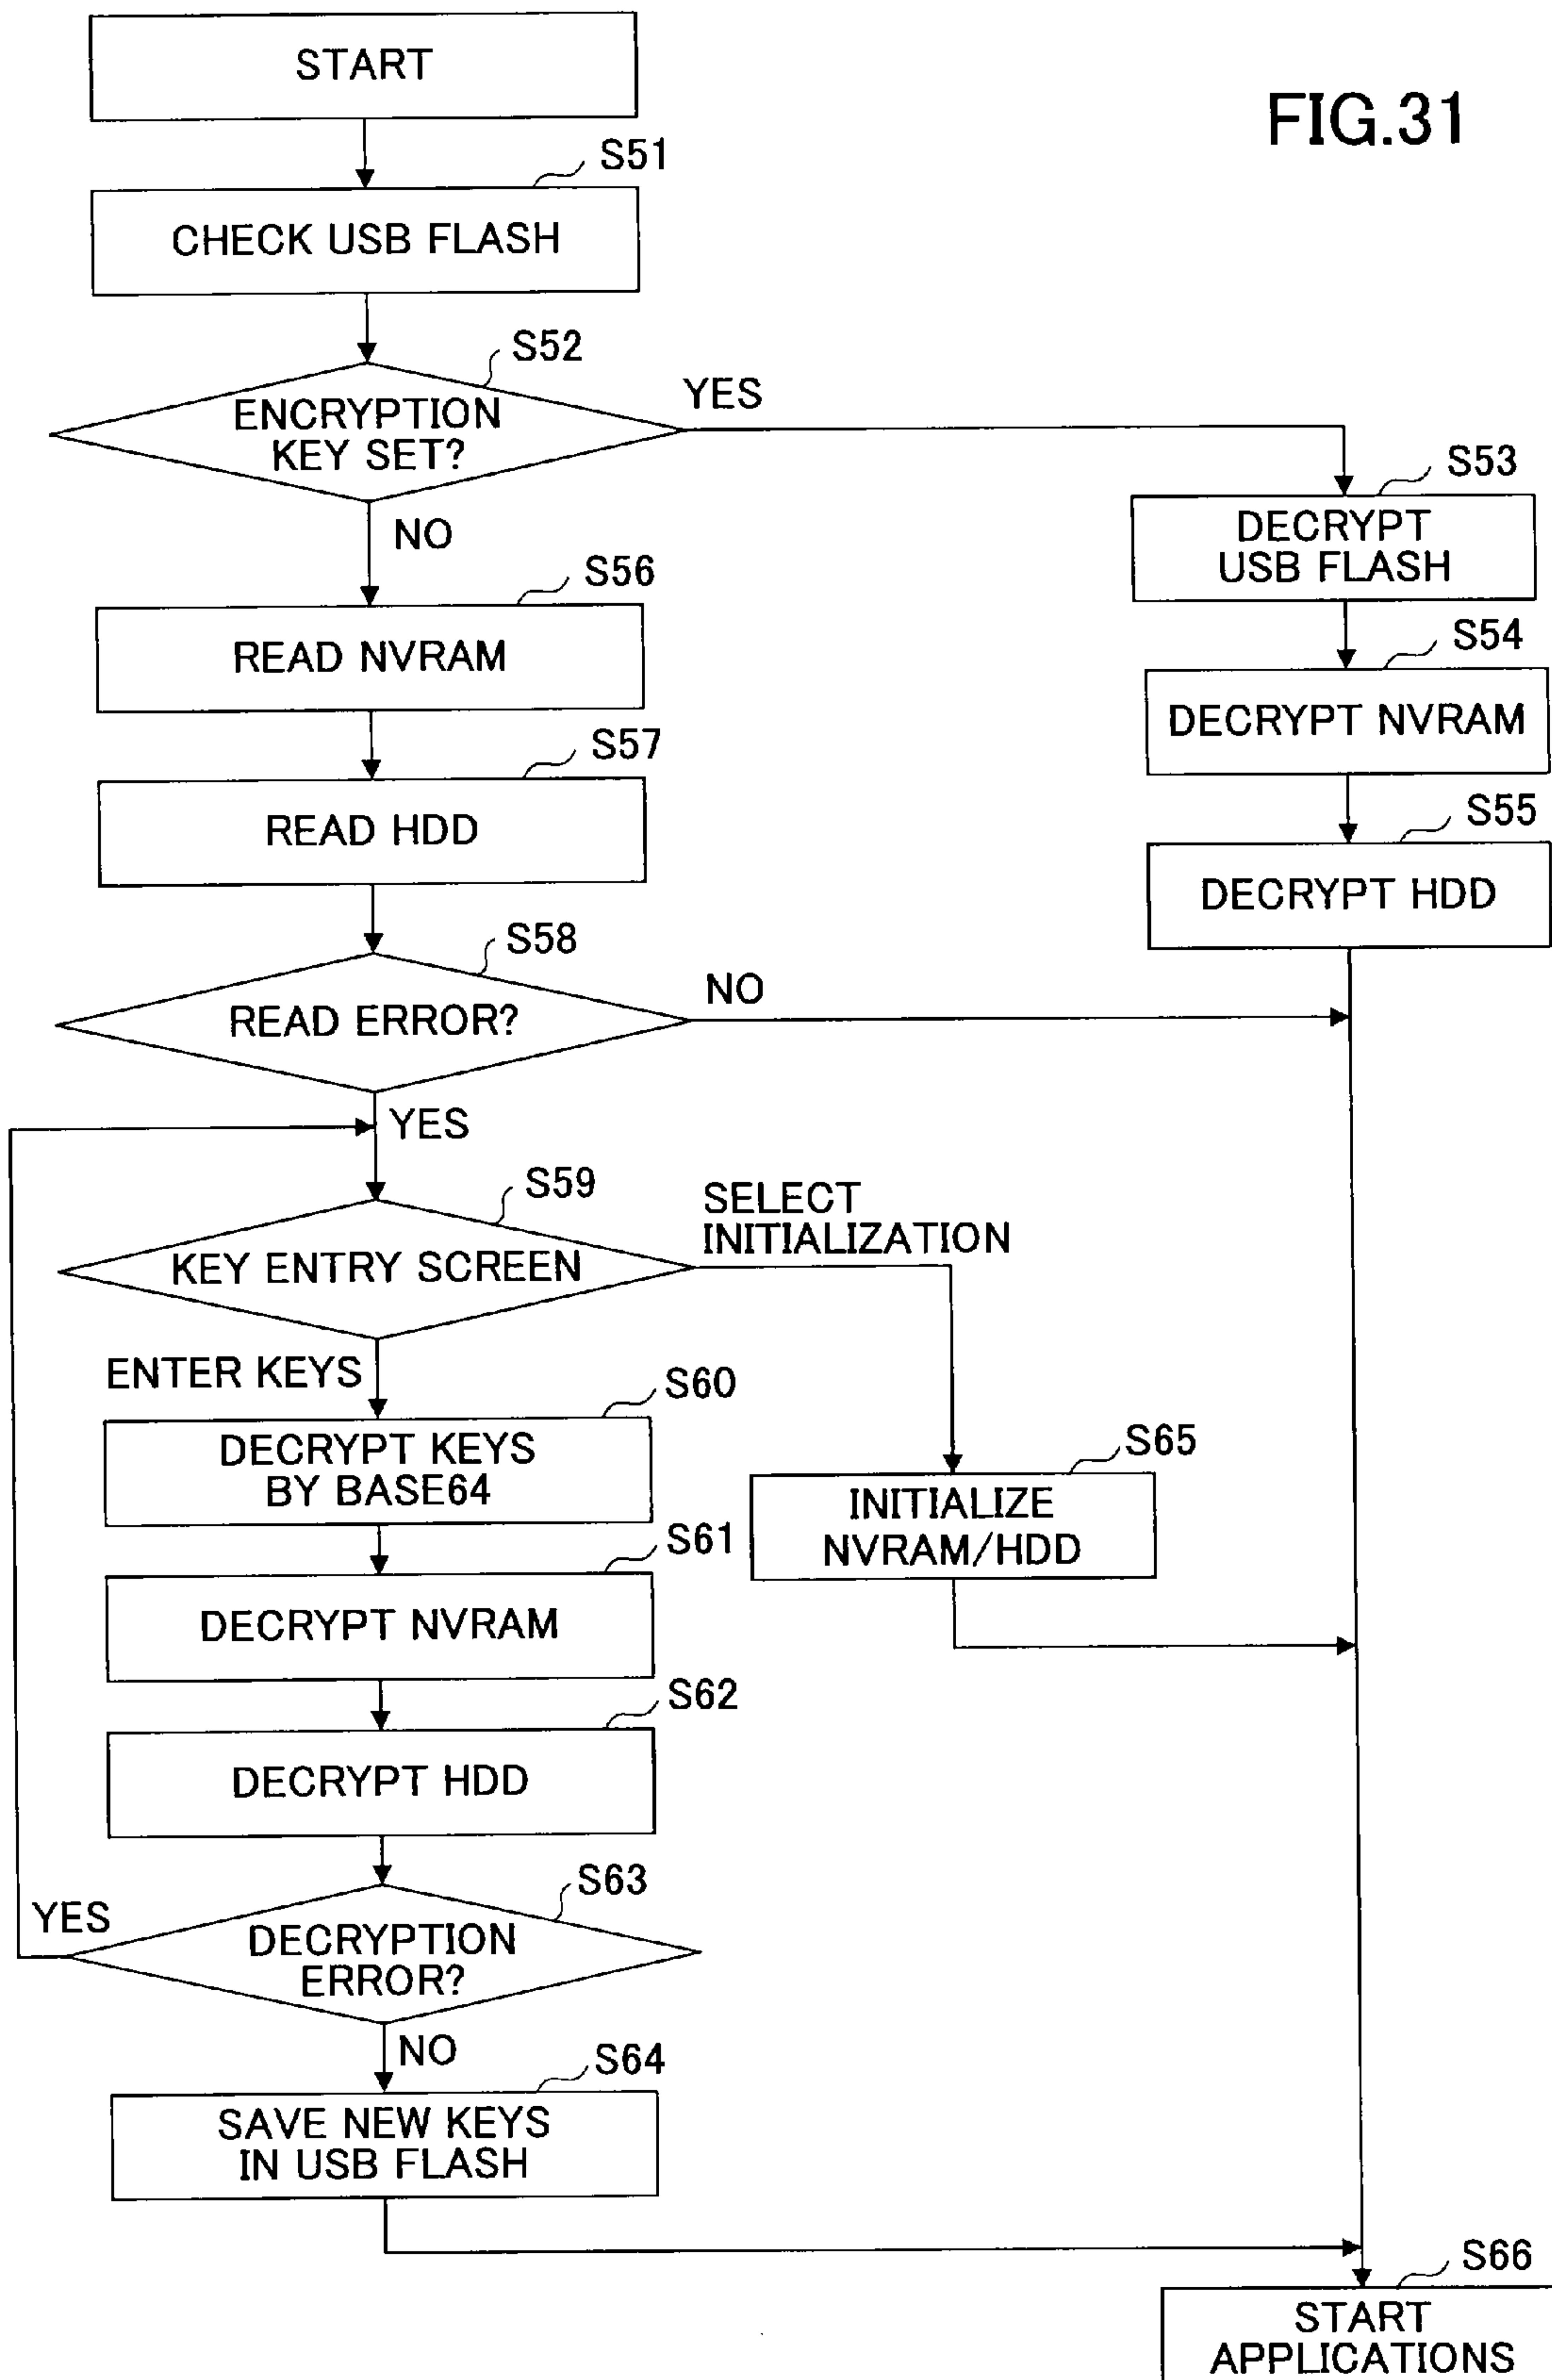 START
FIG.31
S51
CHECK USB FLASH
S52
ENCRYPTION
KEY SET?
YES
NO
S53
DECRYPT
USB FLASH
S56
READ NVRAM
S54
DECRYPT NVRAM
S57
READ HDD
S55
DECRYPT HDD
S58
READ ERROR?
NO
YES
S59
KEY ENTRY SCREEN
SELECT
INITIALIZATION
ENTER KEYS
S60
DECRYPT KEYS
BY BASE64
S65
INITIALIZE
NVRAM/HDD
S61
DECRYPT NVRAM
S62
DECRYPT HDD
S63
DECRYPTION
ERROR?
YES
NO
S64
SAVE NEW KEYS
IN USB FLASH
S66
START
APPLICATIONS